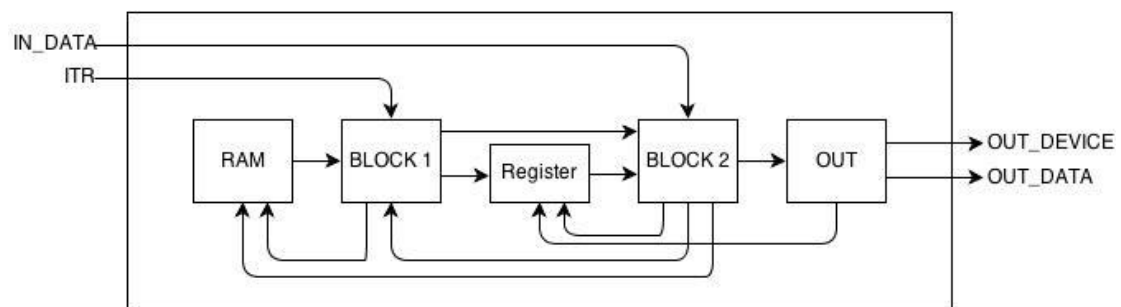 IN_DATA
ITR
RAM
BLOCK 1
Register
BLOCK 2
OUT
OUT_DEVICE
OUT_DATA